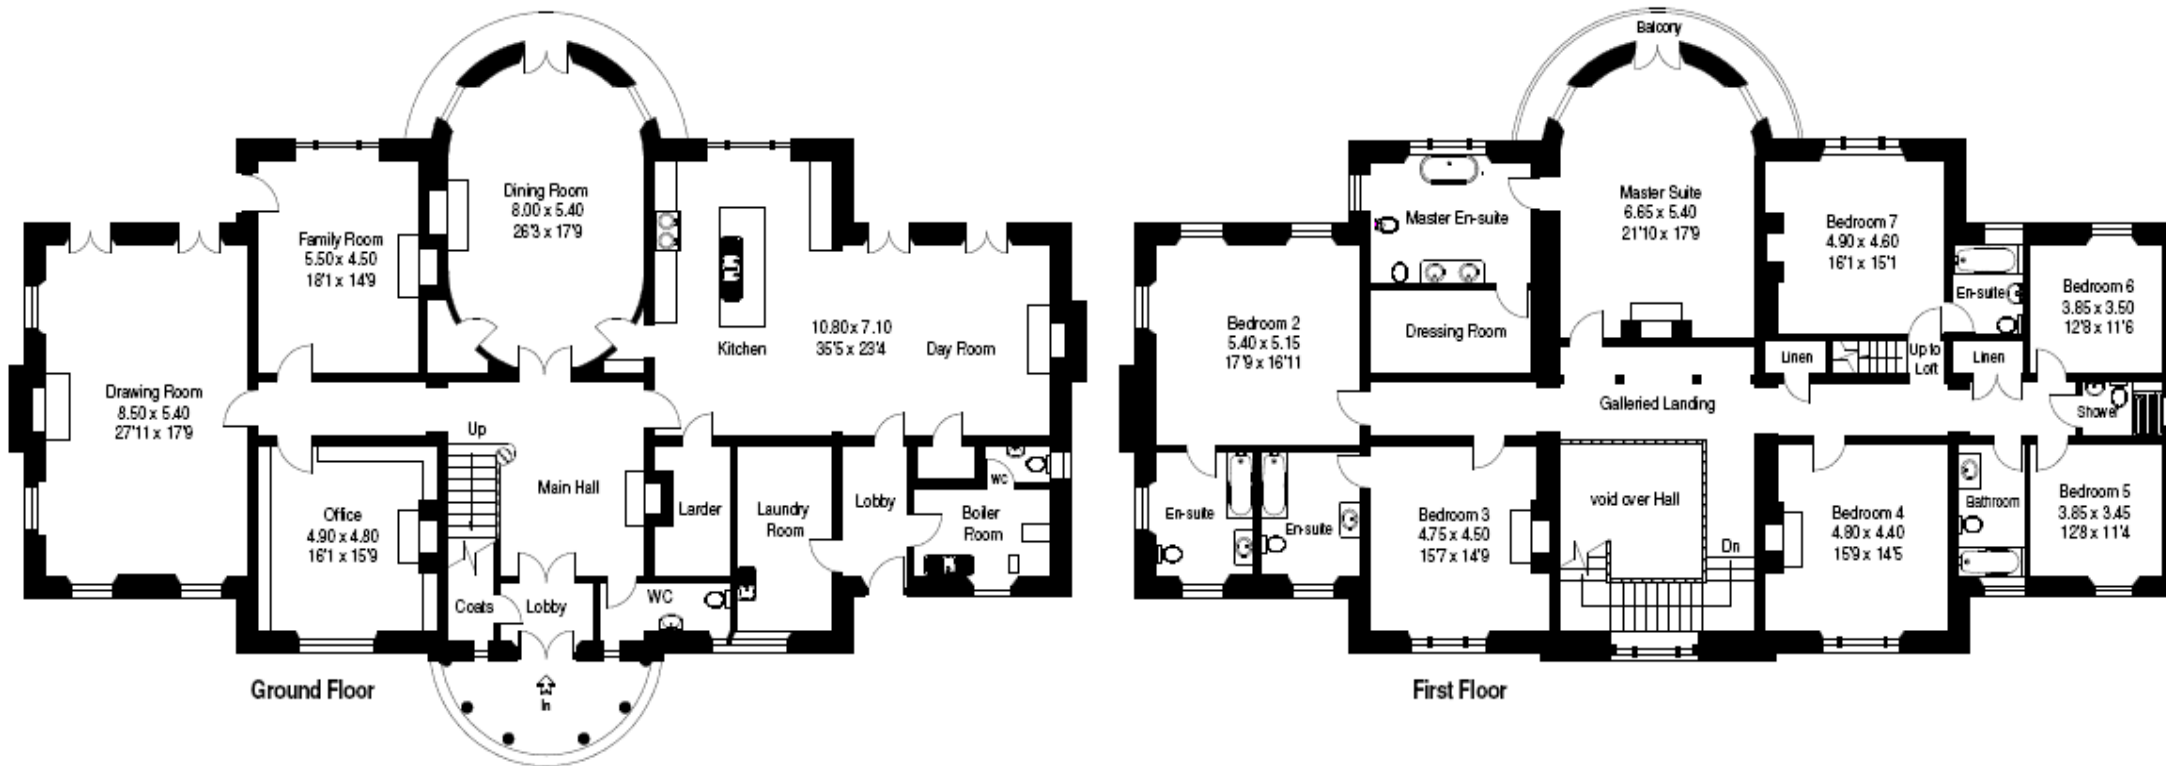 Dining Room
8.00 x 5.40
26'3 x 17'9
Family Room
5.50 x 4.50
18'1 x 14'9
Drawing Room
8.50 x 5.40
27'11 x 17'9
Kitchen
10.80 x 7.10
35'5 x 23'4
Day Room
Up
Main Hall
Office
4.90 x 4.80
16'1 x 15'9
Larder
Laundry
Room
Lobby
WC
Boiler
Room
Coats
Lobby
WC
In
Ground Floor
Balcony
Master Suite
6.65 x 5.40
21'10 x 17'9
Master En-suite
Dressing Room
Bedroom 7
4.90 x 4.60
16'1 x 15'1
En-suite
Bedroom 6
3.85 x 3.50
12'8 x 11'6
Bedroom 2
5.40 x 5.15
17'9 x 16'11
Linen
Up to
Loft
Linen
Galleried Landing
Shower
En-suite
En-suite
Bedroom 3
4.75 x 4.50
15'7 x 14'9
void over Hall
Dn
Bedroom 4
4.80 x 4.40
15'9 x 14'5
Bathroom
Bedroom 5
3.85 x 3.45
12'8 x 11'4
First Floor